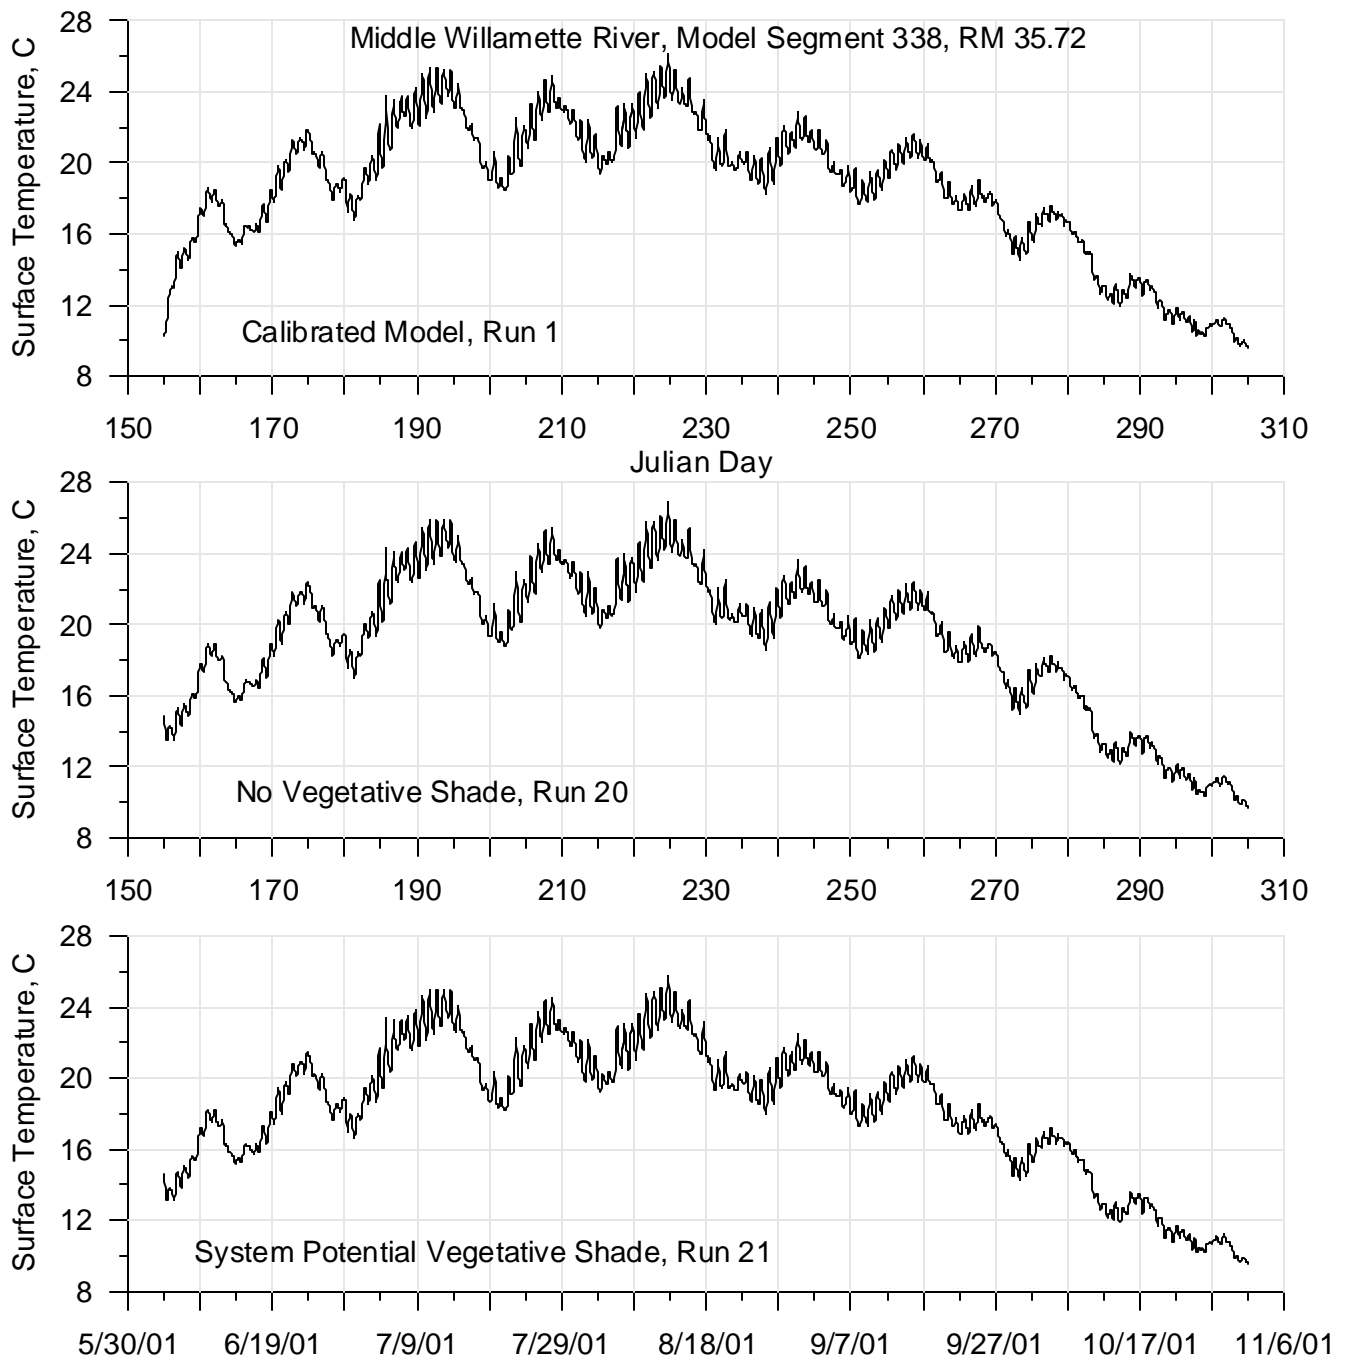 28
Middle Willamette River, Model Segment 338, RM 35.72
24
20
16
12
8
Surface Temperature, C
Calibrated Model, Run 1
150 170 190 210 230 250 270 290 310
Julian Day
28
24
20
16
12
8
Surface Temperature, C
No Vegetative Shade, Run 20
150 170 190 210 230 250 270 290 310
28
24
20
16
12
8
Surface Temperature, C
System Potential Vegetative Shade, Run 21
5/30/01 6/19/01 7/9/01 7/29/01 8/18/01 9/7/01 9/27/01 10/17/01 11/6/01